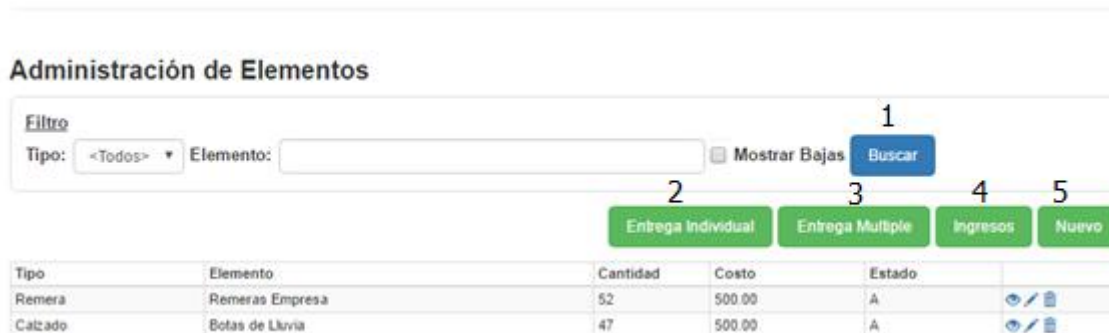 Administración de Elementos
Filtro
1
Tipo: <Todos> Elemento: Mostrar Bajas Buscar
2 3 4 5
Entrega Individual Entrega Multiple Ingresos Nuevo
Tipo Elemento Cantidad Costo Estado
Remera Remeras Empresa 52 500.00 A
Calzado Botas de Lluvia 47 500.00 A